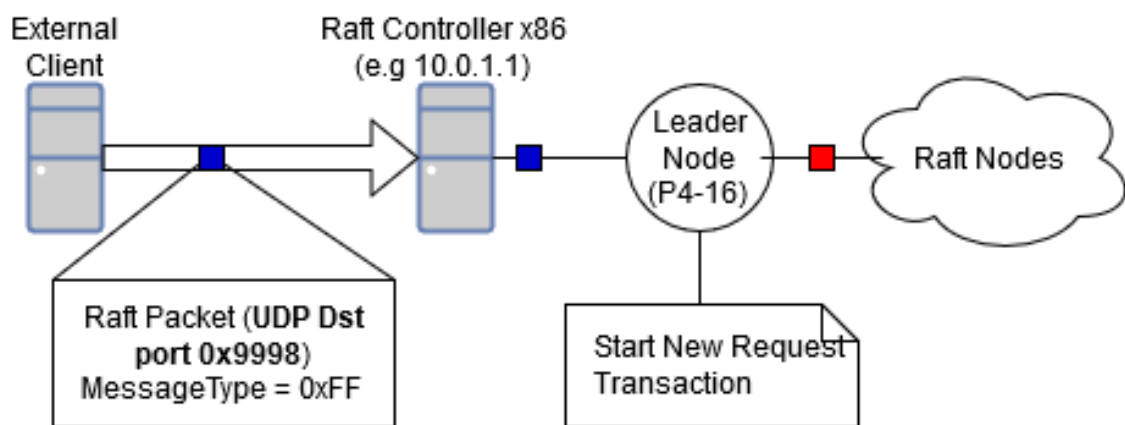 External
Client
Raft Controller x86
(e.g 10.0.1.1)
Leader
Node
(P4-16)
Raft Nodes
Raft Packet (UDP Dst
port 0x9998)
MessageType = 0xFF
Start New Request
Transaction